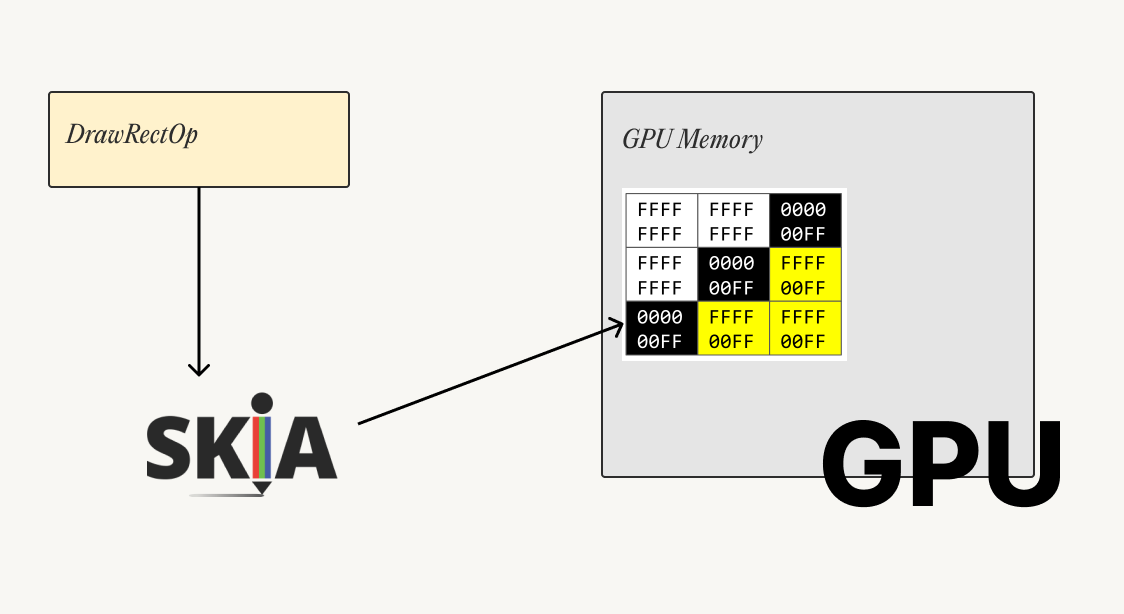 DrawRectOp
GPU Memory
FFFF FFFF 0000
FFFF FFFF 00FF
FFFF 0000 FFFF
FFFF 00FF 00FF
0000 FFFF FFFF
00FF 00FF 00FF
SKiA
GPU